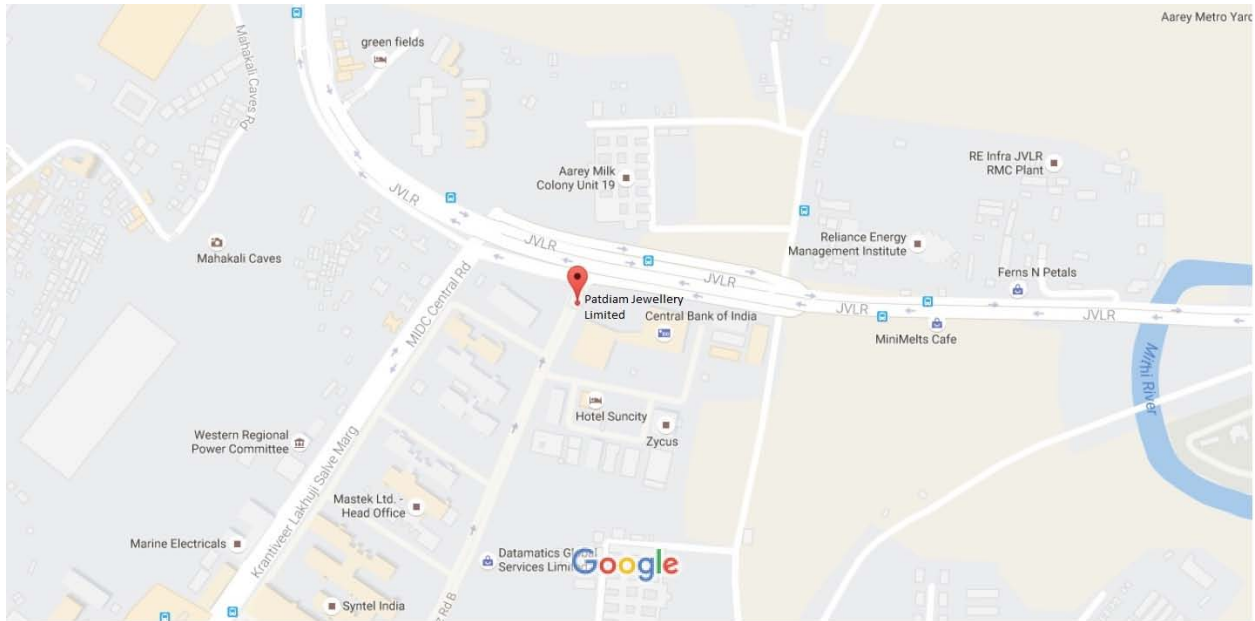 Aarey Metro Yard
green fields
Mahakali Caves Rd
RE Infra JVLR
RMC Plant
Aarey Milk
Colony Unit 19
JVLR
JVLR
JVLR
Reliance Energy
Management Institute
Mahakali Caves
Ferns N Petals
MIDC Central Rd
Patdiam Jewellery
Limited
Central Bank of India
JVLR
JVLR
MiniMelts Cafe
Mithi River
Hotel Suncity
Western Regional
Power Committee
Zycus
Krantiveer Lakhuji Salve Marg
Mastek Ltd. -
Head Office
Marine Electricals
Datamatics Global
Services Limited
Google
Syntel India
Rd B